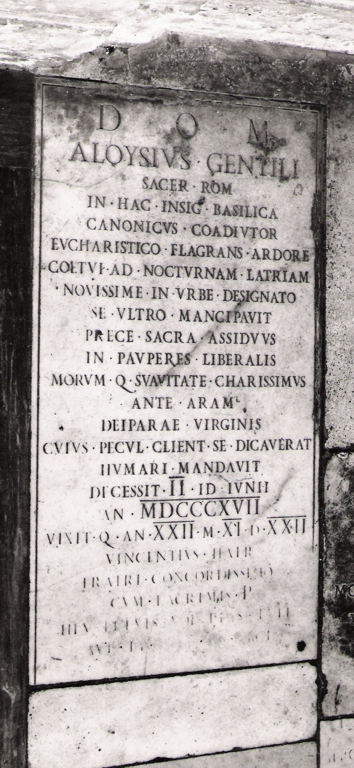 D O M
ALOYSIVS · GENTILI
SACER · ROM
IN · HAC · INSIG · BASILICA
CANONICVS · COADIVTOR
EVCHARISTICO · FLAGRANS · ARDORE
COETVI · AD · NOCTVRNAM · LATRIAM
NOVISSIME · IN · VRBE · DESIGNATO
SE · VLTRO · MANCIPAVIT
PRECE · SACRA · ASSIDVVS
IN · PAVPERES · LIBERALIS
MORVM · Q · SVAVITATE · CHARISSIMVS
ANTE · ARAM
DEIPARAE · VIRGINIS
CVIVS · PECVL · CLIENT · SE · DICAVERAT
HVMARI · MANDAVIT
DECESSIT · II · ID · IVNII
AN · MDCCCXVII
VIXIT · Q · AN · XXII · M · XI · D · XXII
VINCENTIVS · HAER
FRATRI · CONCORDISSIMO
CVM · LACRIMIS · P